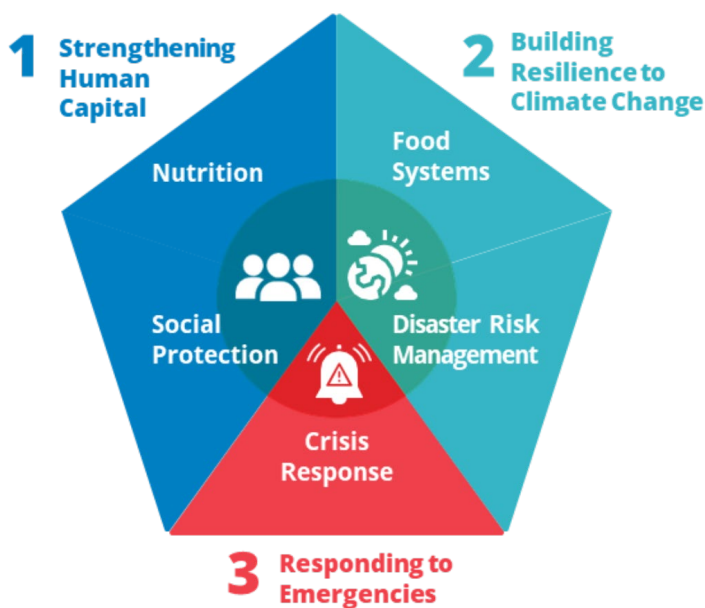 1 Strengthening
Human
Capital
2 Building
Resilience to
Climate Change
Nutrition
Food
Systems
Social
Protection
Disaster Risk
Management
Crisis
Response
3 Responding to
Emergencies